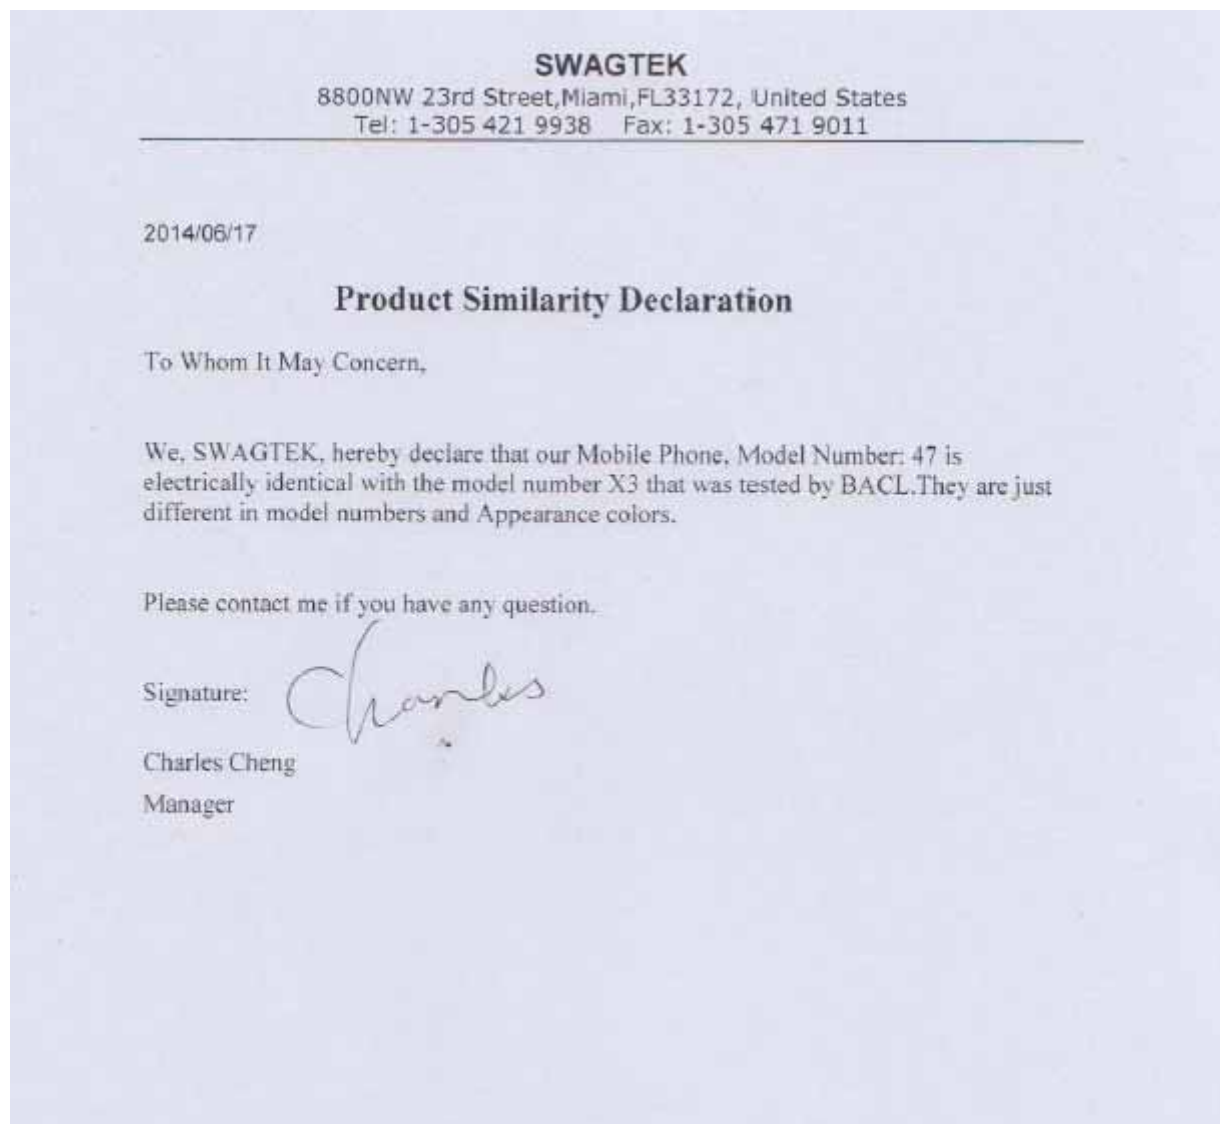 SWAGTEK
8800NW 23rd Street,Miami,FL33172, United States
Tel: 1-305 421 9938 Fax: 1-305 471 9011
2014/06/17
Product Similarity Declaration
To Whom It May Concern,
We, SWAGTEK, hereby declare that our Mobile Phone, Model Number: 47 is
electrically identical with the model number X3 that was tested by BACL.They are just
different in model numbers and Appearance colors.
Please contact me if you have any question.
Signature: Charles
Charles Cheng
Manager